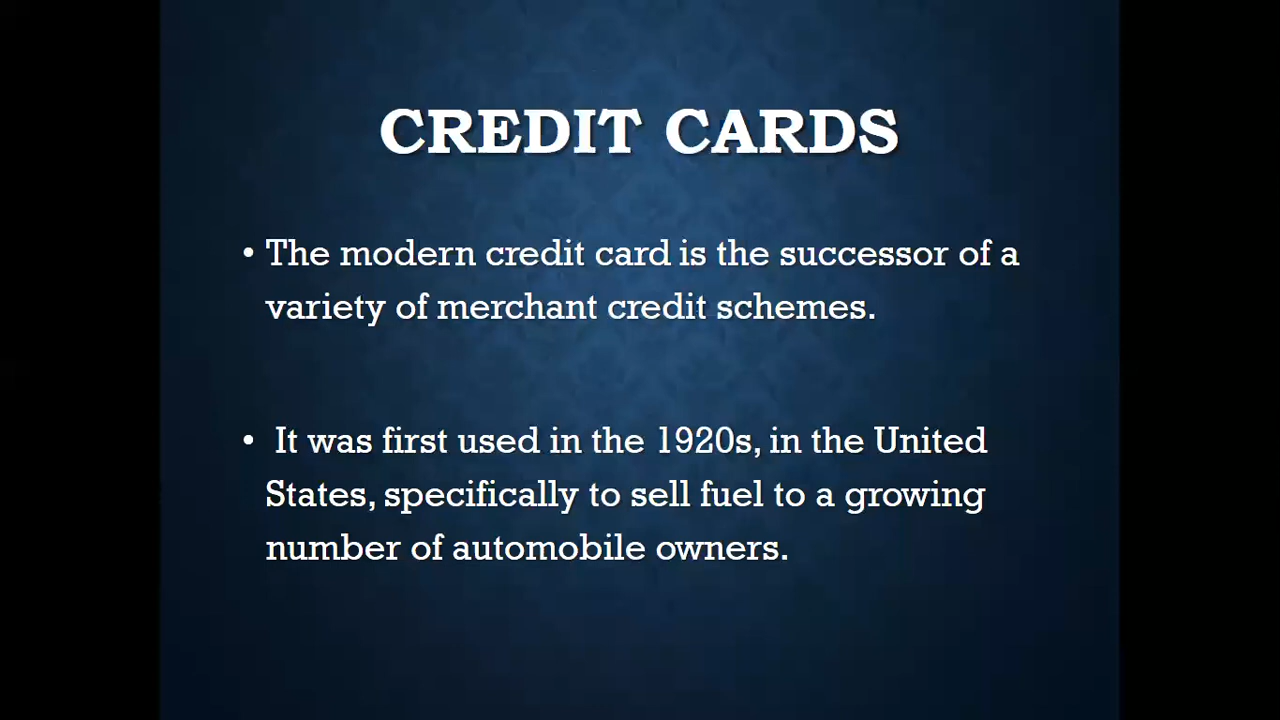 CREDIT CARDS
• The modern credit card is the successor of a
variety of merchant credit schemes.
• It was first used in the 1920s, in the United
States, specifically to sell fuel to a growing
number of automobile owners.